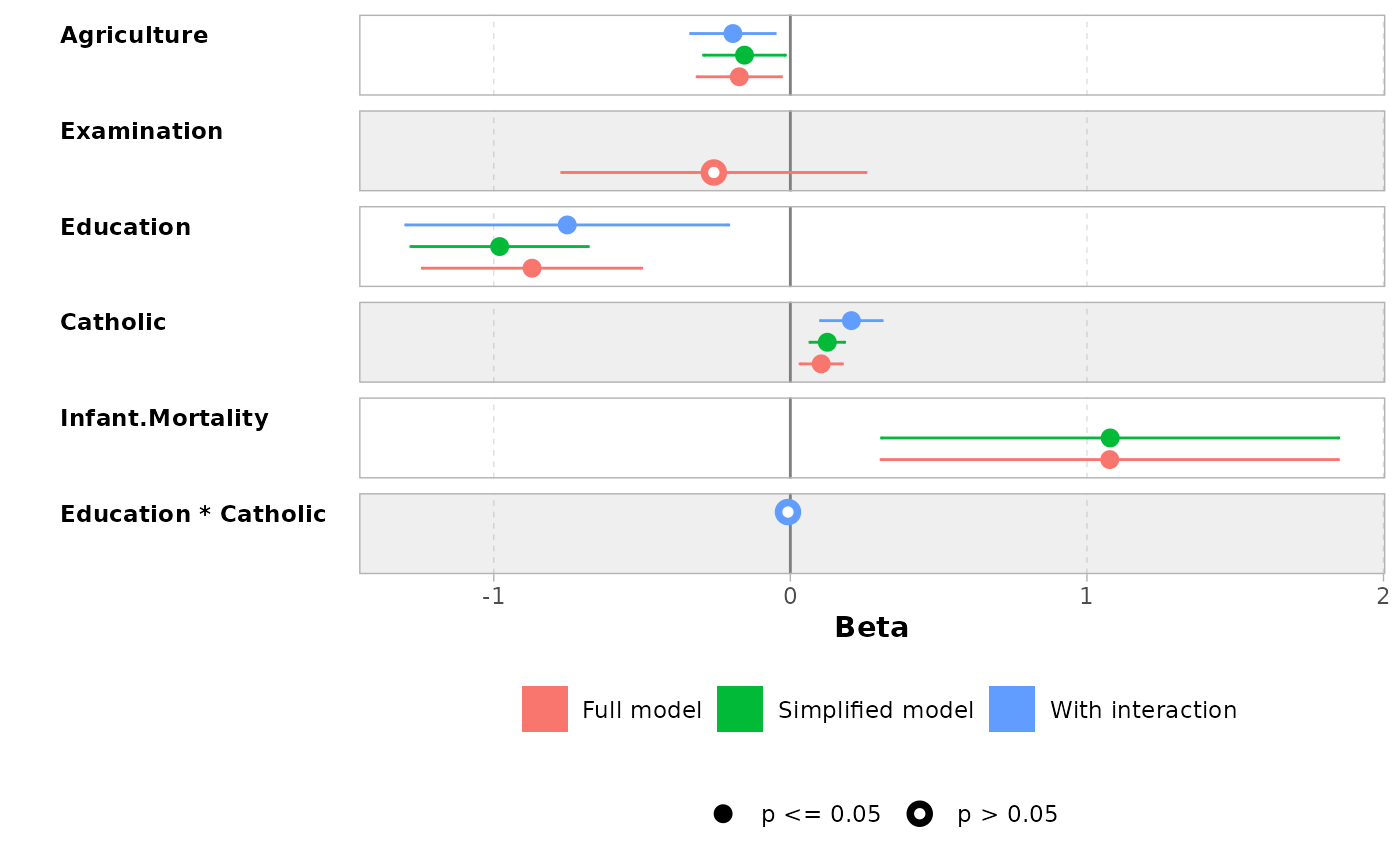 Agriculture
Examination
Education
Catholic
Infant.Mortality
Education * Catholic
-1 0 1 2
Beta
Full model Simplified model With interaction
p <= 0.05 p > 0.05